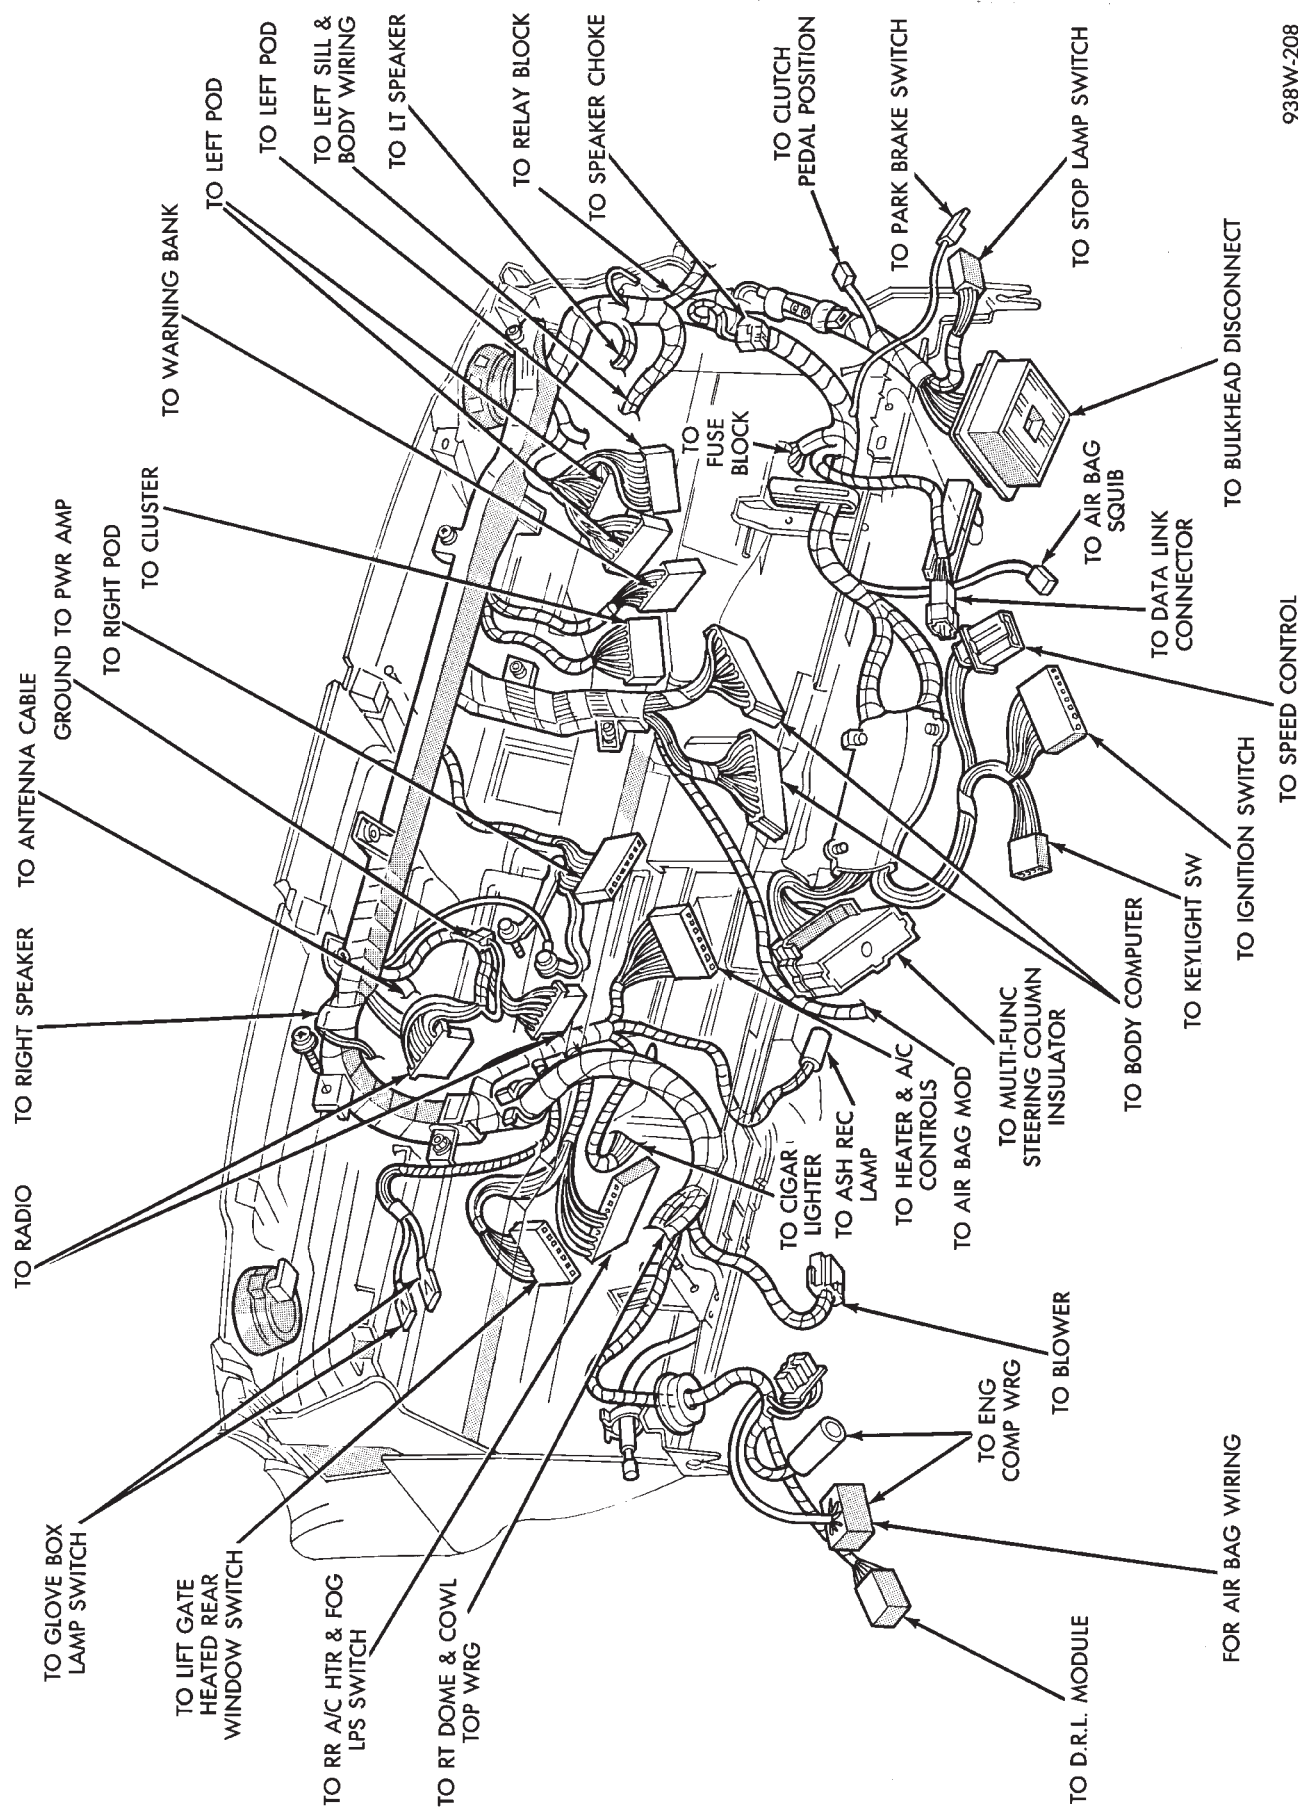 TO GLOVE BOX
LAMP SWITCH
TO LIFT GATE
HEATED REAR
WINDOW SWITCH
TO RR A/C HTR & FOG
LPS SWITCH
TO RT DOME & COWL
TOP WRG
TO D.R.L. MODULE
FOR AIR BAG WIRING
TO RADIO
TO RIGHT SPEAKER
TO ANTENNA CABLE
GROUND TO PWR AMP
TO RIGHT POD
TO CLUSTER
TO WARNING BANK
TO LEFT POD
TO LEFT POD
TO LEFT SILL &
BODY WIRING
TO LT SPEAKER
TO RELAY BLOCK
TO SPEAKER CHOKE
TO CLUTCH
PEDAL POSITION
TO PARK BRAKE SWITCH
TO STOP LAMP SWITCH
TO FUSE
BLOCK
TO BULKHEAD DISCONNECT
TO AIR BAG
SQUIB
TO DATA LINK
CONNECTOR
TO SPEED CONTROL
TO IGNITION SWITCH
TO KEYLIGHT SW
TO BODY COMPUTER
TO MULTI-FUNC
STEERING COLUMN
INSULATOR
TO AIR BAG MOD
TO HEATER & A/C
CONTROLS
TO ASH REC
LAMP
TO CIGAR
LIGHTER
TO BLOWER
TO ENG
COMP WRG
938W-208